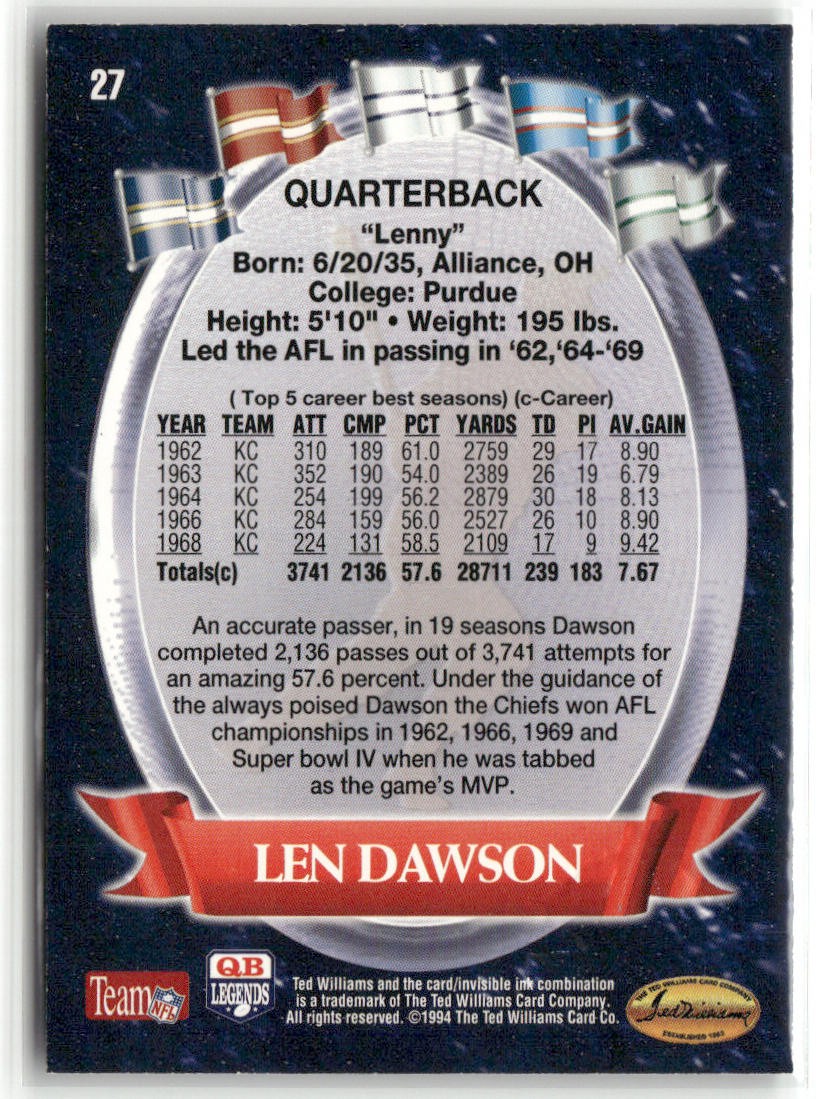 27
QUARTERBACK
“Lenny”
Born: 6/20/35, Alliance, OH
College: Purdue
Height: 5'10" • Weight: 195 lbs.
Led the AFL in passing in ‘62,‘64-‘69
( Top 5 career best seasons) (c-Career)
YEAR TEAM ATT CMP PCT YARDS TD PI AV.GAIN
1962 KC 310 189 61.0 2759 29 17 8.90
1963 KC 352 190 54.0 2389 26 19 6.79
1964 KC 254 199 56.2 2879 30 18 8.13
1966 KC 284 159 56.0 2527 26 10 8.90
1968 KC 224 131 58.5 2109 17 9 9.42
Totals(c) 3741 2136 57.6 28711 239 183 7.67
An accurate passer, in 19 seasons Dawson
completed 2,136 passes out of 3,741 attempts for
an amazing 57.6 percent. Under the guidance of
the always poised Dawson the Chiefs won AFL
championships in 1962, 1966, 1969 and
Super bowl IV when he was tabbed
as the game’s MVP.
LEN DAWSON
Team NFL
QB
LEGENDS
Ted Williams and the card/invisible ink combination
is a trademark of The Ted Williams Card Company.
All rights reserved. ©1994 The Ted Williams Card Co.
THE TED WILLIAMS CARD COMPANY
Ted Williams
ESTABLISHED 1992